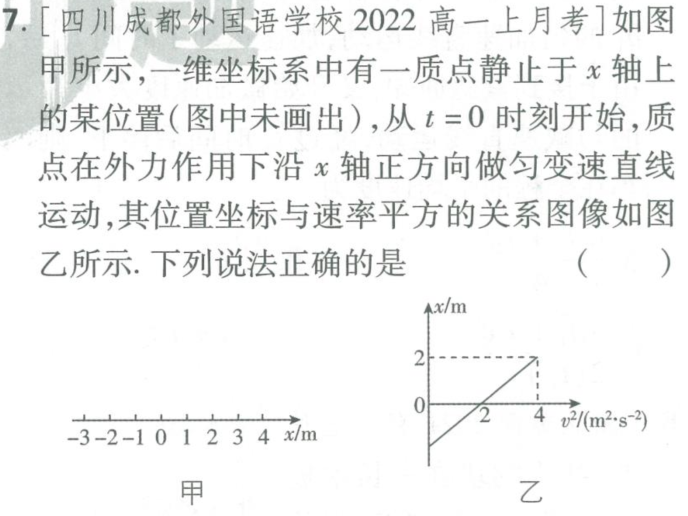 7. [四川成都外国语学校 2022 高一上月考]如图
甲所示,一维坐标系中有一质点静止于 x 轴上
的某位置(图中未画出),从 t = 0 时刻开始,质
点在外力作用下沿 x 轴正方向做匀变速直线
运动,其位置坐标与速率平方的关系图像如图
乙所示. 下列说法正确的是 ( )
-3 -2 -1 0 1 2 3 4 x/m
甲
x/m
2
0
2 4 v²/(m²·s⁻²)
乙